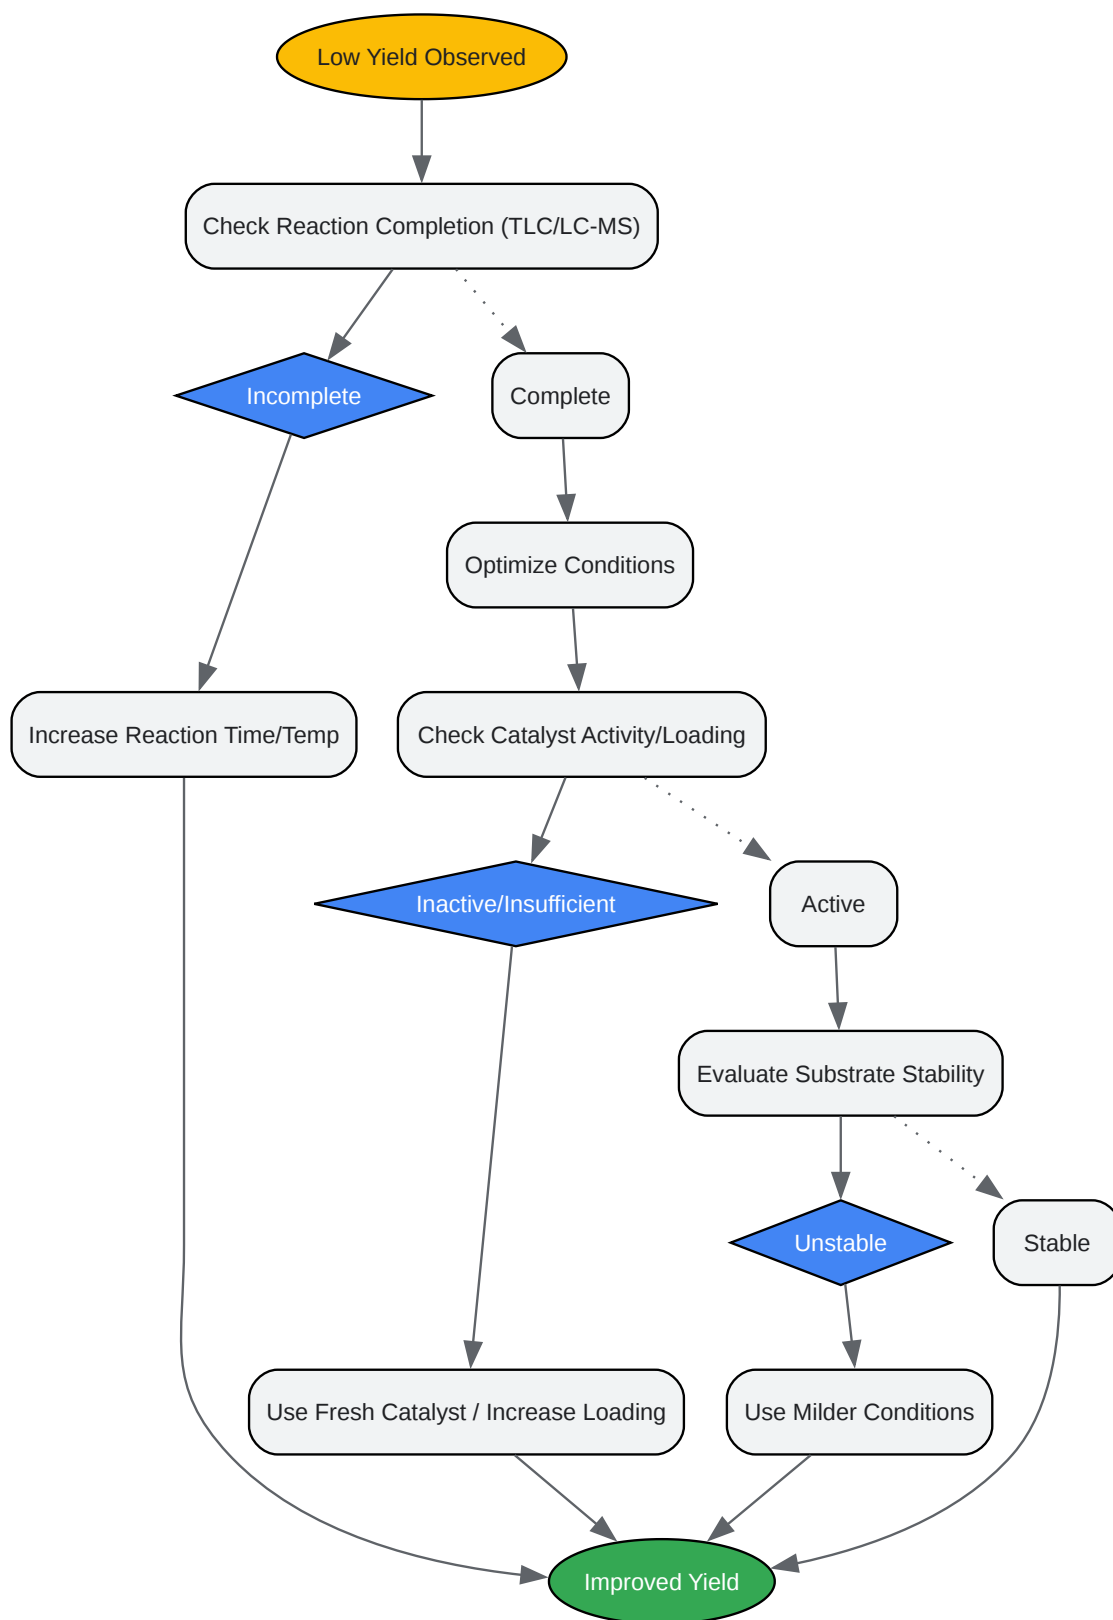 Low Yield Observed
Check Reaction Completion (TLC/LC-MS)
Incomplete
Complete
Optimize Conditions
Increase Reaction Time/Temp
Check Catalyst Activity/Loading
Inactive/Insufficient
Active
Evaluate Substrate Stability
Unstable
Stable
Use Fresh Catalyst / Increase Loading
Use Milder Conditions
Improved Yield